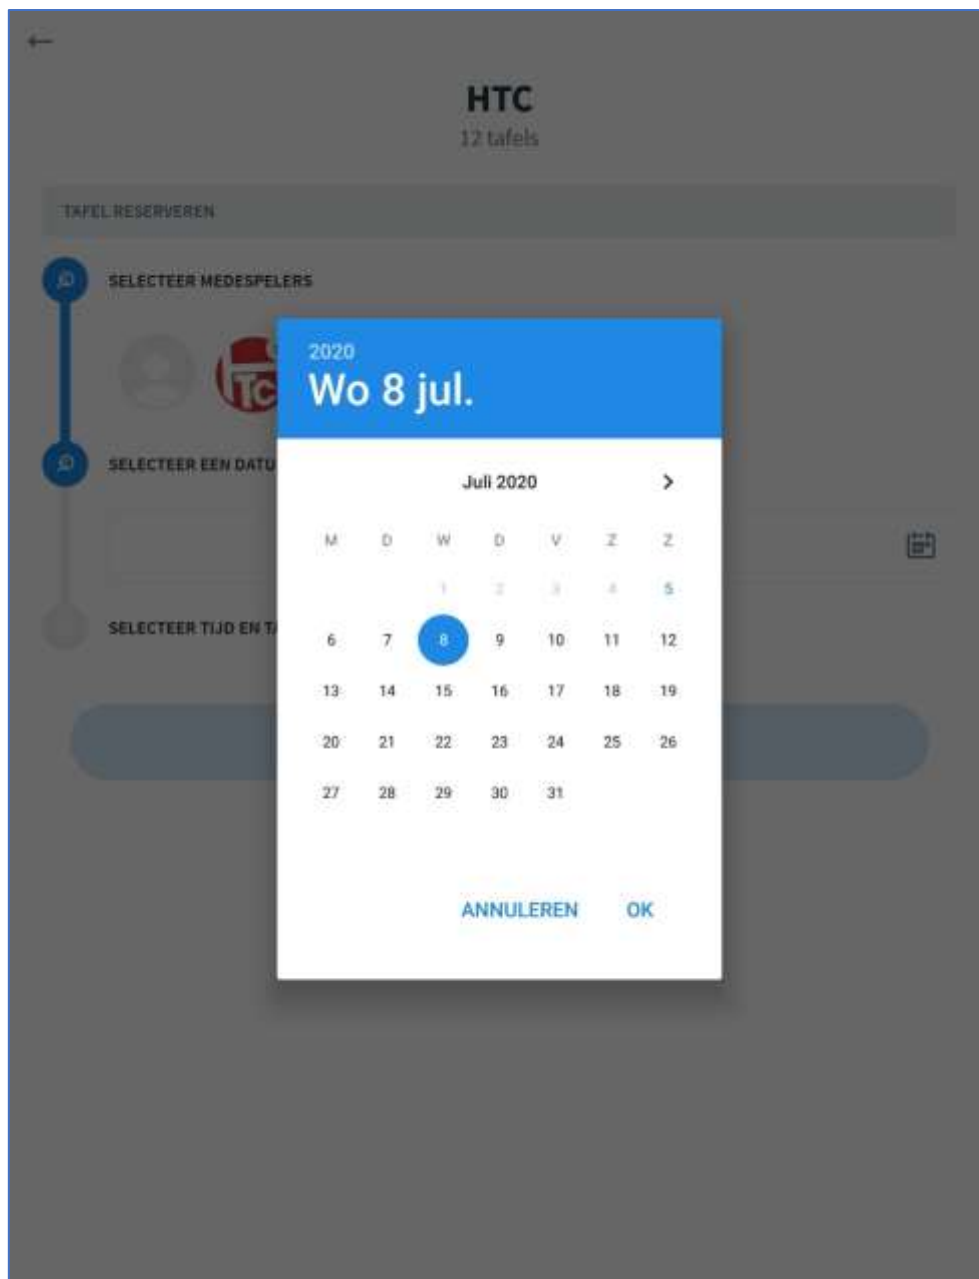 HTC
12 tafels
TAFEL RESERVEREN
SELECTEER MEDESPELERS
TC
2020
Wo 8 jul.
SELECTEER EEN DATU
Juli 2020
M D W D V Z Z
1 2 3 4 5
6 7 8 9 10 11 12
SELECTEER TIJD EN TA
13 14 15 16 17 18 19
20 21 22 23 24 25 26
27 28 29 30 31
ANNULEREN OK